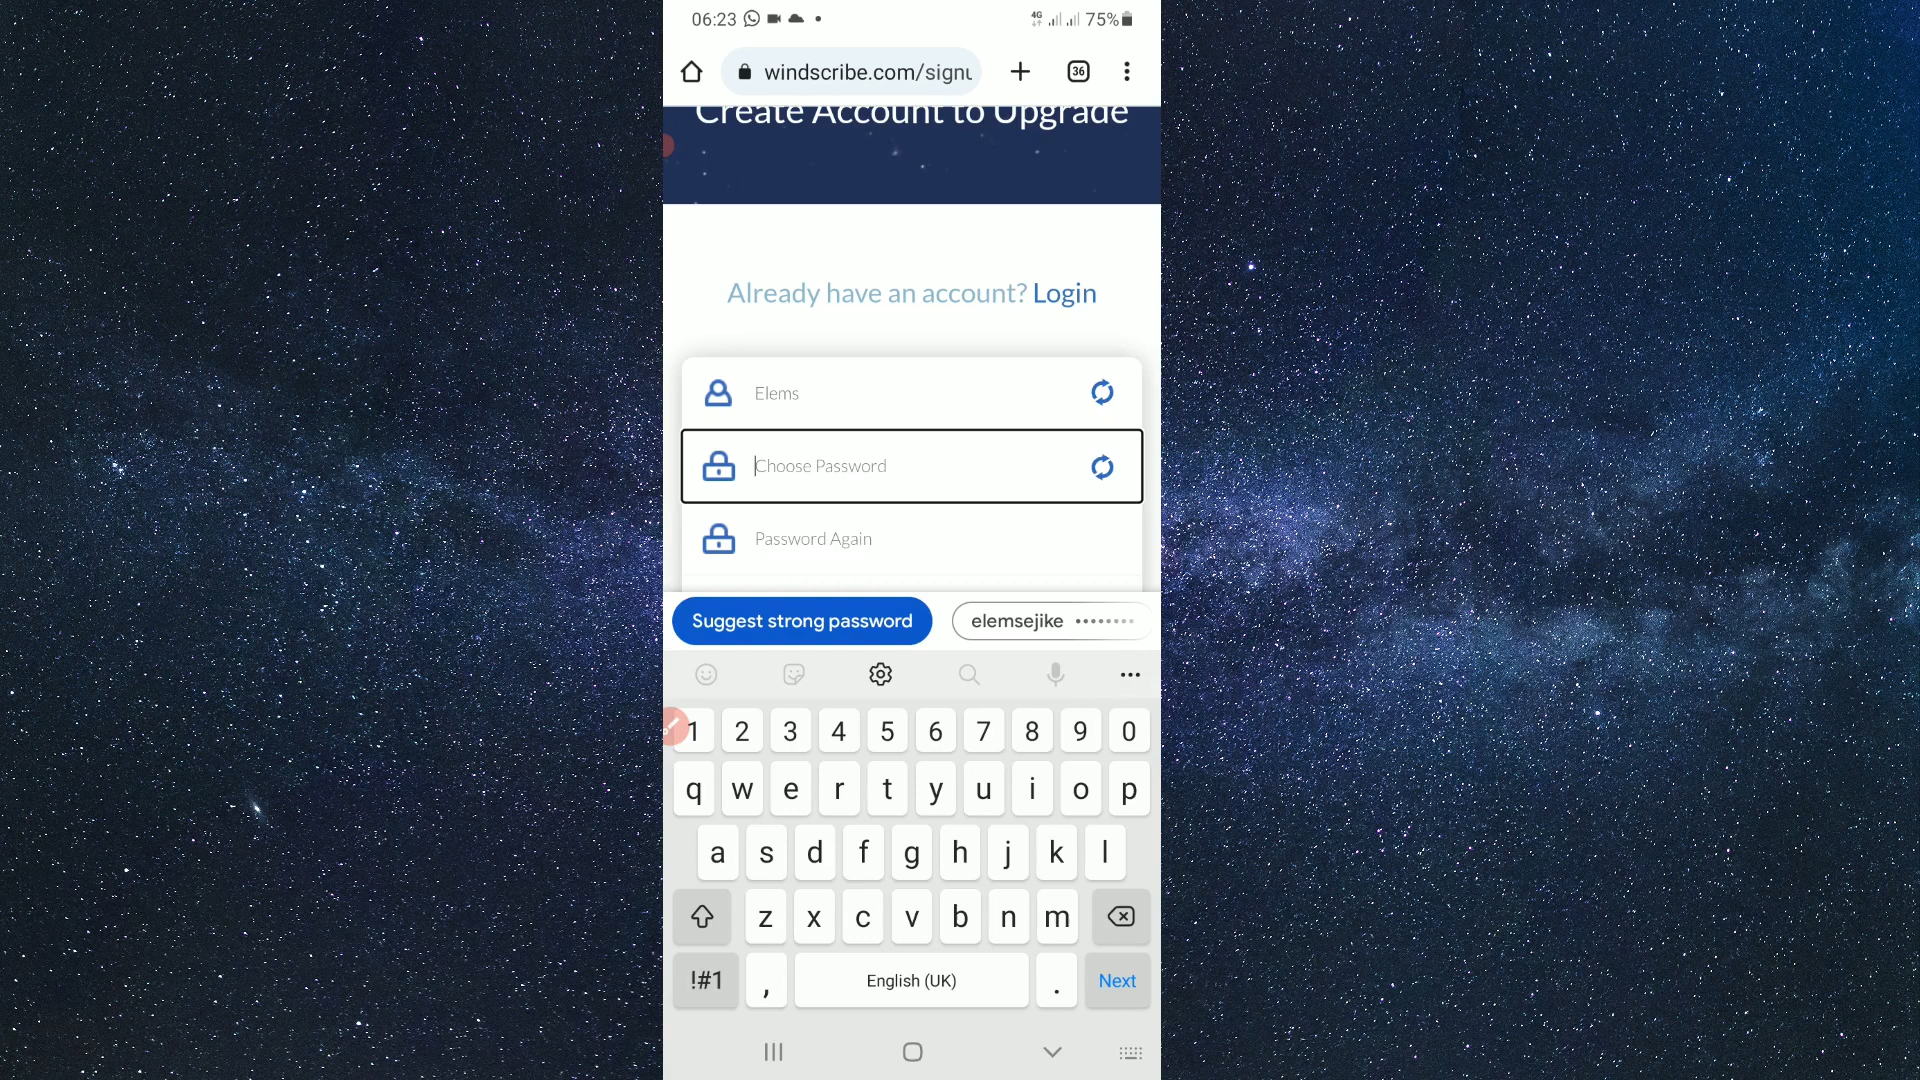 06:23 4G 75%
windscribe.com/signu 36
Create Account to Upgrade
Already have an account? Login
Elems
Choose Password
Password Again
Suggest strong password elemsejike ••••••••
1 2 3 4 5 6 7 8 9 0
q w e r t y u i o p
a s d f g h j k l
z x c v b n m
!#1 , English (UK) . Next